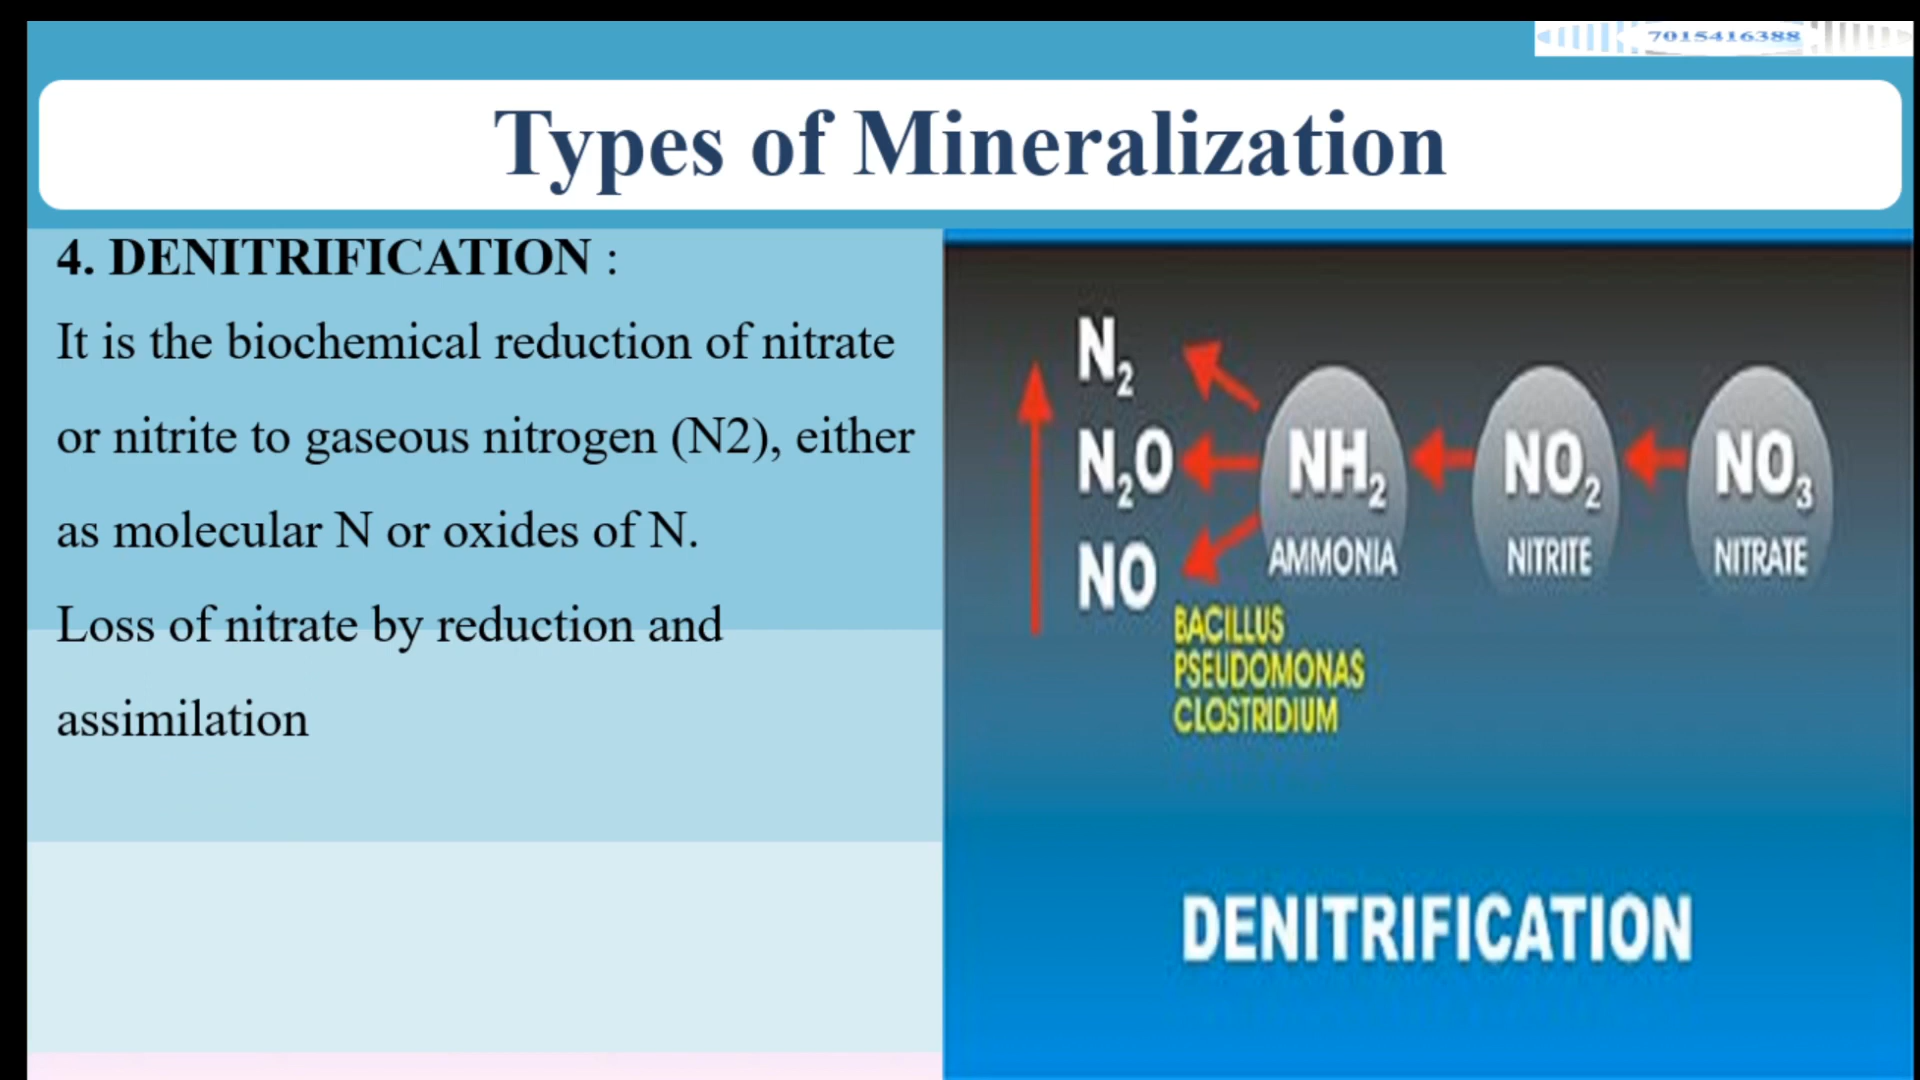 7015416388
Types of Mineralization
4. DENITRIFICATION :
It is the biochemical reduction of nitrate
or nitrite to gaseous nitrogen (N2), either
as molecular N or oxides of N.
Loss of nitrate by reduction and
assimilation
N₂
N₂O
NO
NH₂
AMMONIA
NO₂
NITRITE
NO₃
NITRATE
BACILLUS
PSEUDOMONAS
CLOSTRIDIUM
DENITRIFICATION